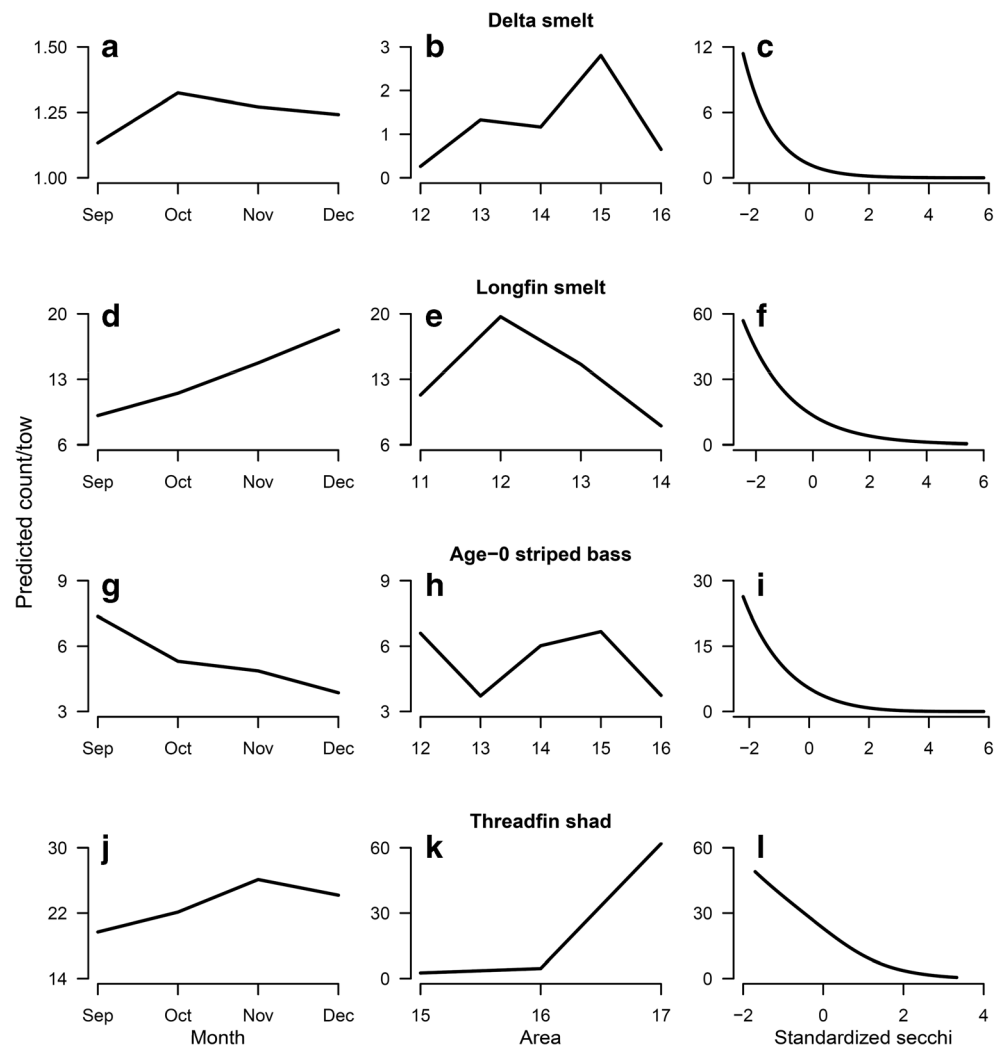 Delta smelt
a b c
1.50 3 12
1.25 2 6
1.00 1 0
0
Sep Oct Nov Dec 12 13 14 15 16 −2 0 2 4 6
Longfin smelt
d e f
20 20 60
13 13 30
6 6 0
Sep Oct Nov Dec 11 12 13 14 −2 0 2 4 6
Predicted count/tow
Age−0 striped bass
g h i
9 9 30
6 6 15
3 3 0
Sep Oct Nov Dec 12 13 14 15 16 −2 0 2 4 6
Threadfin shad
j k l
30 60 60
22 30 30
14 0 0
Sep Oct Nov Dec 15 16 17 −2 0 2 4
Month Area Standardized secchi